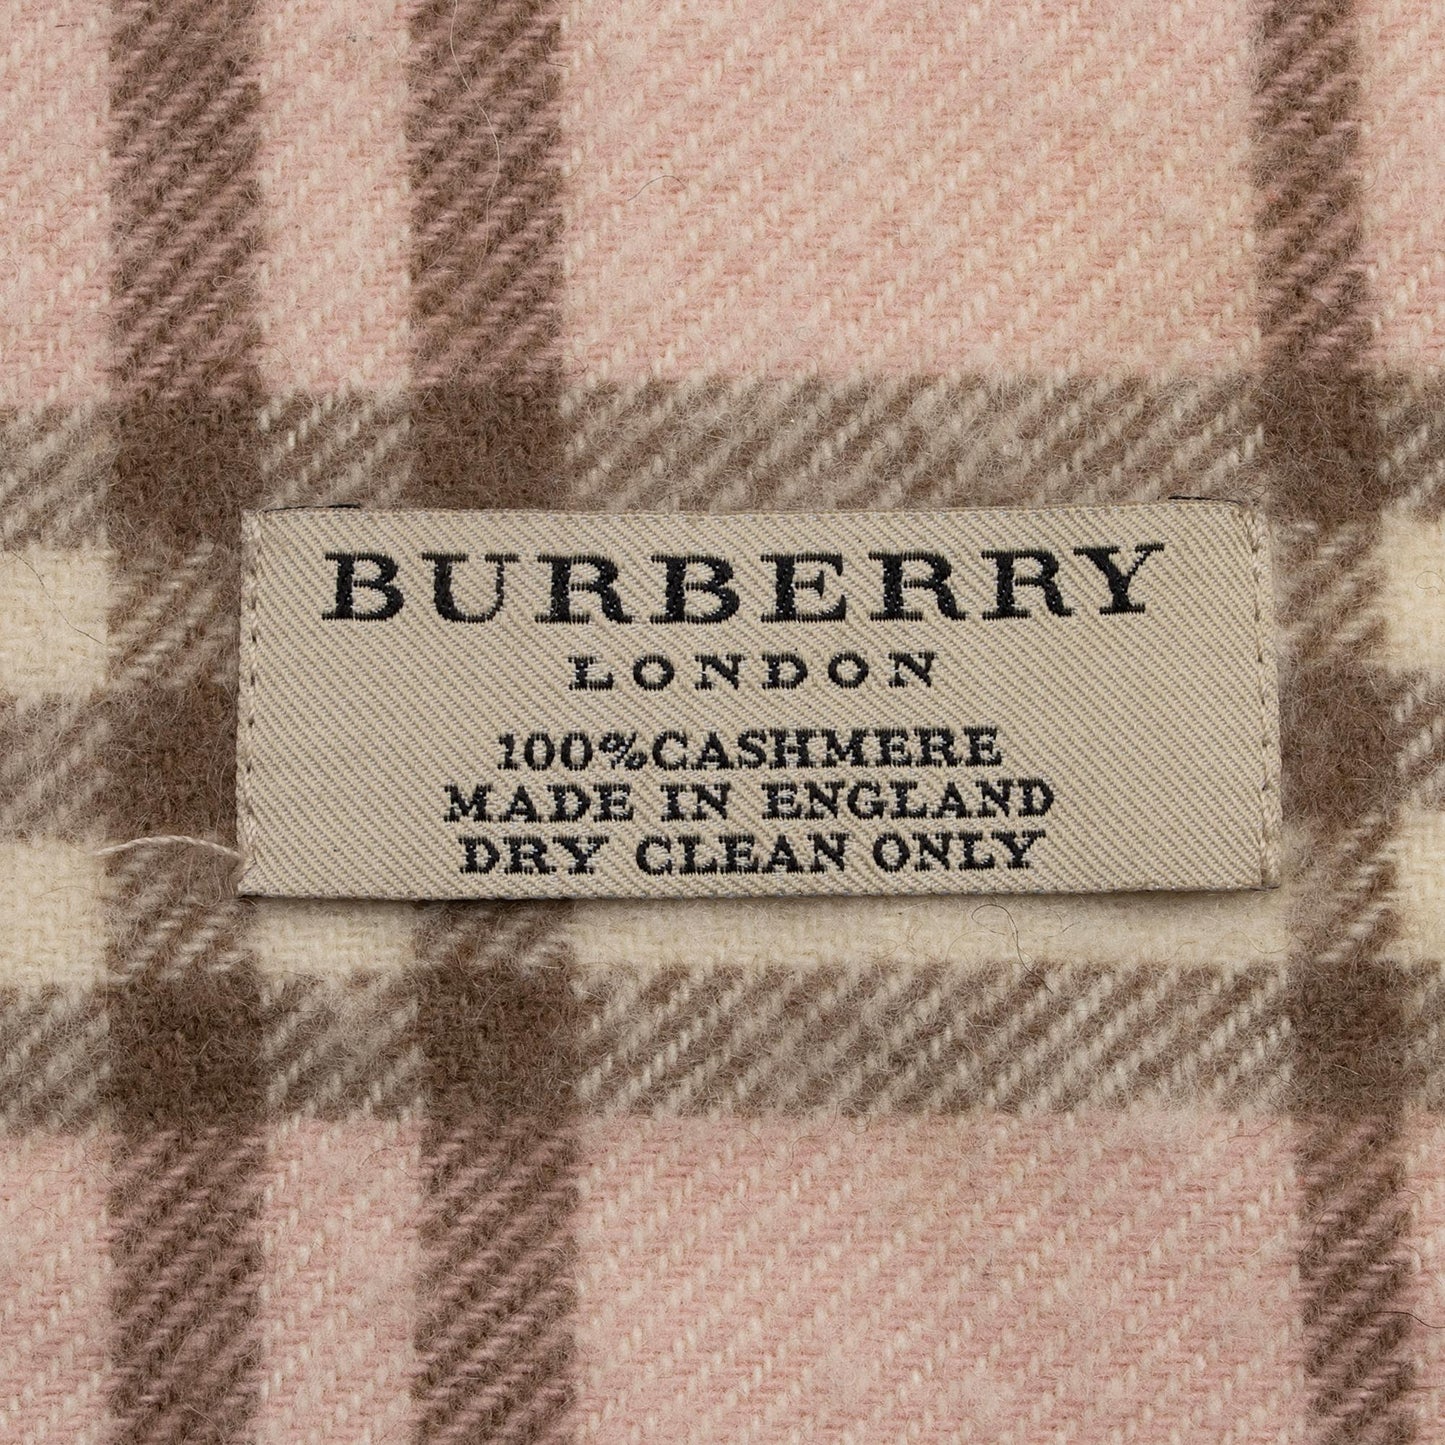 BURBERRY
LONDON
100%CASHMERE
MADE IN ENGLAND
DRY CLEAN ONLY